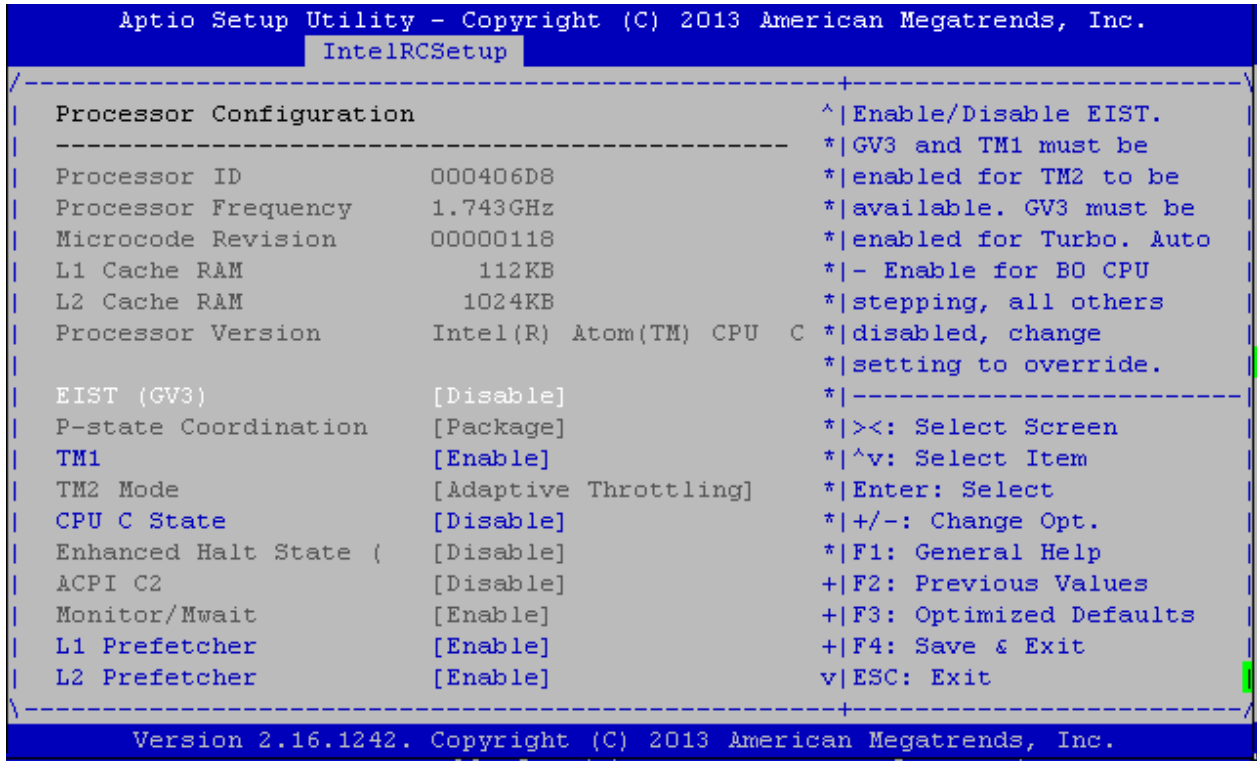 Aptio Setup Utility - Copyright (C) 2013 American Megatrends, Inc.
IntelRCSetup
/----------------------------------------------------+-------------------------\
| Processor Configuration ^|Enable/Disable EIST. |
| ----------------------------------------------- *|GV3 and TM1 must be |
| Processor ID 000406D8 *|enabled for TM2 to be |
| Processor Frequency 1.743GHz *|available. GV3 must be |
| Microcode Revision 00000118 *|enabled for Turbo. Auto |
| L1 Cache RAM 112KB *|- Enable for B0 CPU |
| L2 Cache RAM 1024KB *|stepping, all others |
| Processor Version Intel(R) Atom(TM) CPU C *|disabled, change |
| *|setting to override. |
| EIST (GV3) [Disable] *|-------------------------|
| P-state Coordination [Package] *|><: Select Screen |
| TM1 [Enable] *|^v: Select Item |
| TM2 Mode [Adaptive Throttling] *|Enter: Select |
| CPU C State [Disable] *|+/-: Change Opt. |
| Enhanced Halt State ( [Disable] *|F1: General Help |
| ACPI C2 [Disable] +|F2: Previous Values |
| Monitor/Mwait [Enable] +|F3: Optimized Defaults |
| L1 Prefetcher [Enable] +|F4: Save & Exit |
| L2 Prefetcher [Enable] v|ESC: Exit |
\----------------------------------------------------+-------------------------/
Version 2.16.1242. Copyright (C) 2013 American Megatrends, Inc.